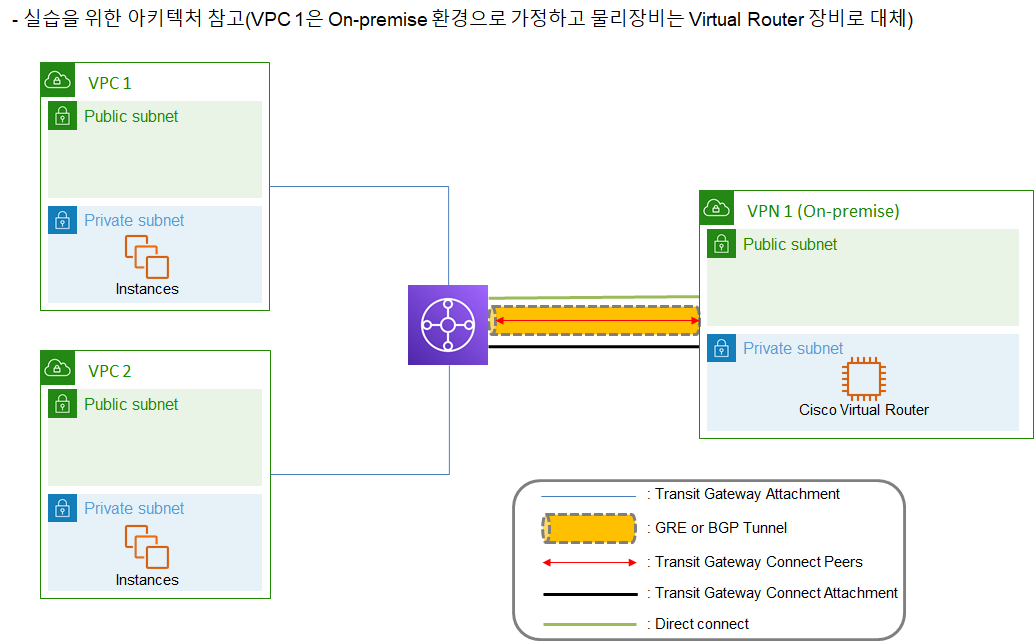 - 실습을 위한 아키텍처 참고(VPC 1은 On-premise 환경으로 가정하고 물리장비는 Virtual Router 장비로 대체)
VPC 1
Public subnet
Private subnet
Instances
VPC 2
Public subnet
Private subnet
Instances
VPN 1 (On-premise)
Public subnet
Private subnet
Cisco Virtual Router
: Transit Gateway Attachment
: GRE or BGP Tunnel
: Transit Gateway Connect Peers
: Transit Gateway Connect Attachment
: Direct connect